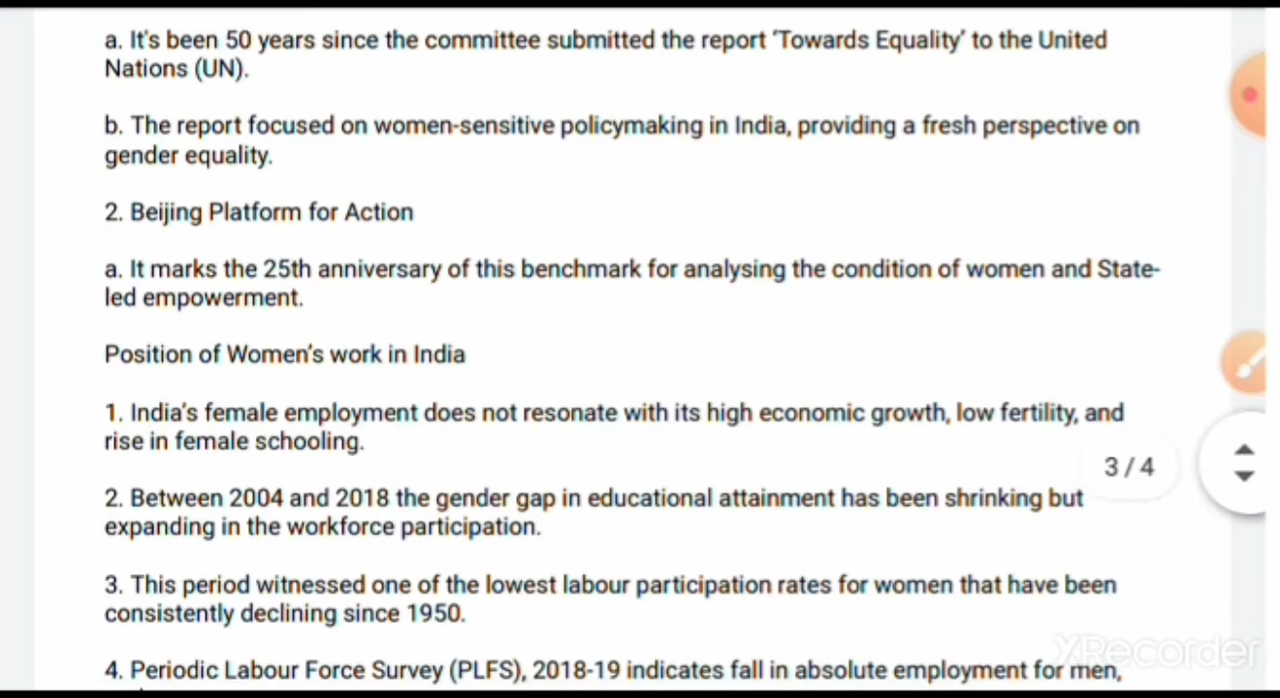 a. It's been 50 years since the committee submitted the report 'Towards Equality' to the United
Nations (UN).
b. The report focused on women-sensitive policymaking in India, providing a fresh perspective on
gender equality.
2. Beijing Platform for Action
a. It marks the 25th anniversary of this benchmark for analysing the condition of women and State-
led empowerment.
Position of Women's work in India
1. India's female employment does not resonate with its high economic growth, low fertility, and
rise in female schooling.
3 / 4
2. Between 2004 and 2018 the gender gap in educational attainment has been shrinking but
expanding in the workforce participation.
3. This period witnessed one of the lowest labour participation rates for women that have been
consistently declining since 1950.
XRecorder
4. Periodic Labour Force Survey (PLFS), 2018-19 indicates fall in absolute employment for men,